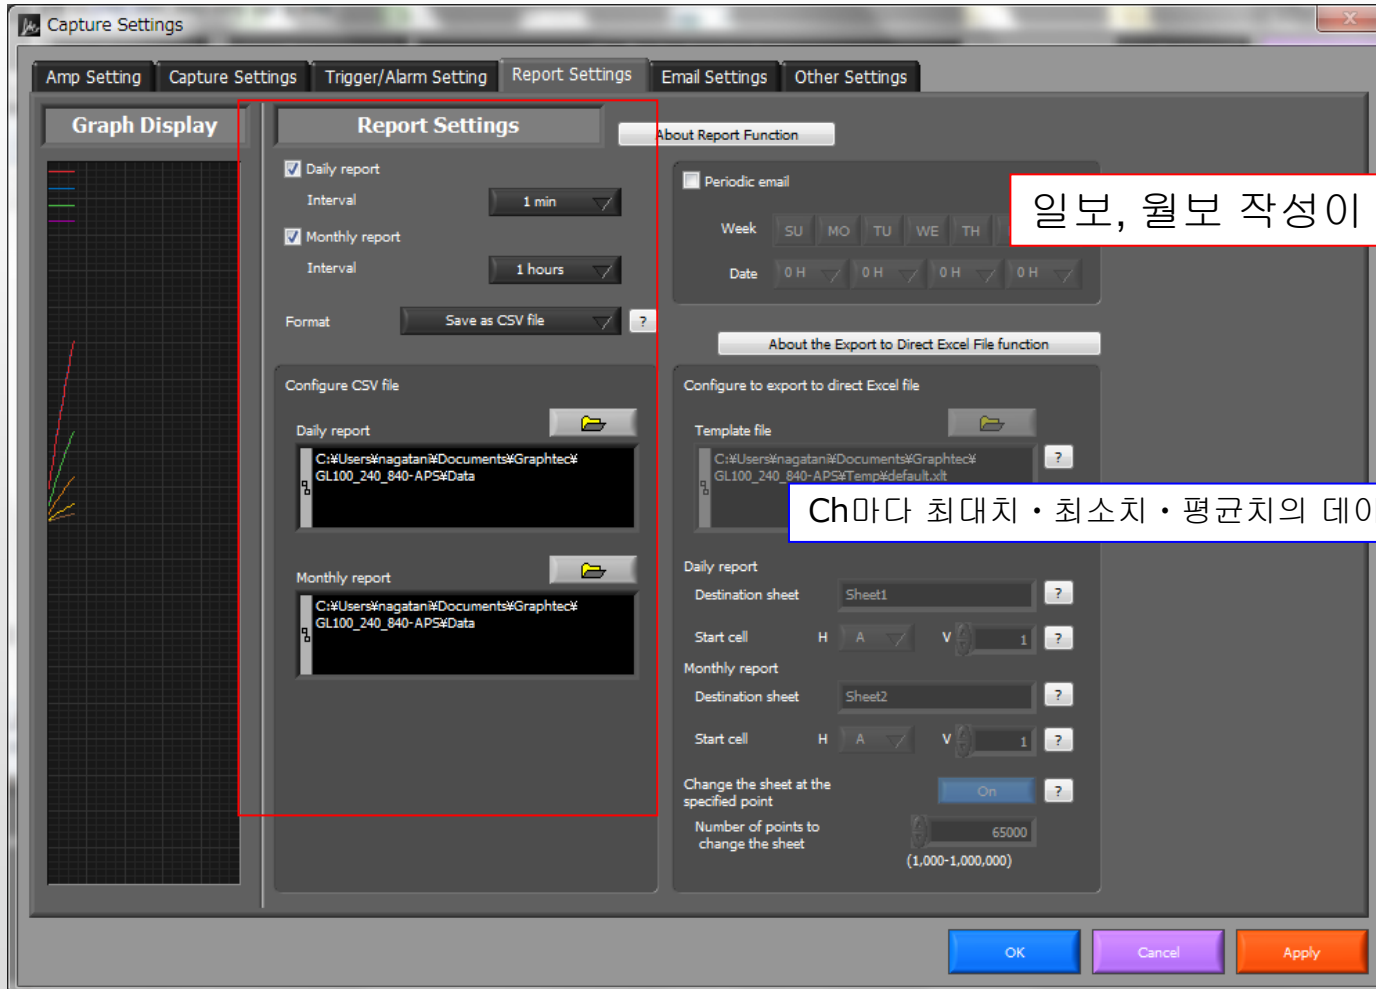 Capture Settings
Amp Setting
Capture Settings
Trigger/Alarm Setting
Report Settings
Email Settings
Other Settings
Graph Display
Report Settings
About Report Function
Daily report
Interval
1 min
Monthly report
Interval
1 hours
Format
Save as CSV file
?
Periodic email
일보, 월보 작성이
Week
SU MO TU WE TH
Date
0 H 0 H 0 H 0 H
About the Export to Direct Excel File function
Configure CSV file
Daily report
C:¥Users¥nagatani¥Documents¥Graphtec¥
GL100_240_840-APS¥Data
Monthly report
C:¥Users¥nagatani¥Documents¥Graphtec¥
GL100_240_840-APS¥Data
Configure to export to direct Excel file
Template file
C:¥Users¥nagatani¥Documents¥Graphtec¥
GL100_240_840-APS¥Temp¥default.xlt
?
Ch마다 최대치・최소치・평균치의 데이
Daily report
Destination sheet
Sheet1
?
Start cell H A V 1 ?
Monthly report
Destination sheet
Sheet2
?
Start cell H A V 1 ?
Change the sheet at the
specified point
On
?
Number of points to
change the sheet
65000
(1,000-1,000,000)
OK
Cancel
Apply